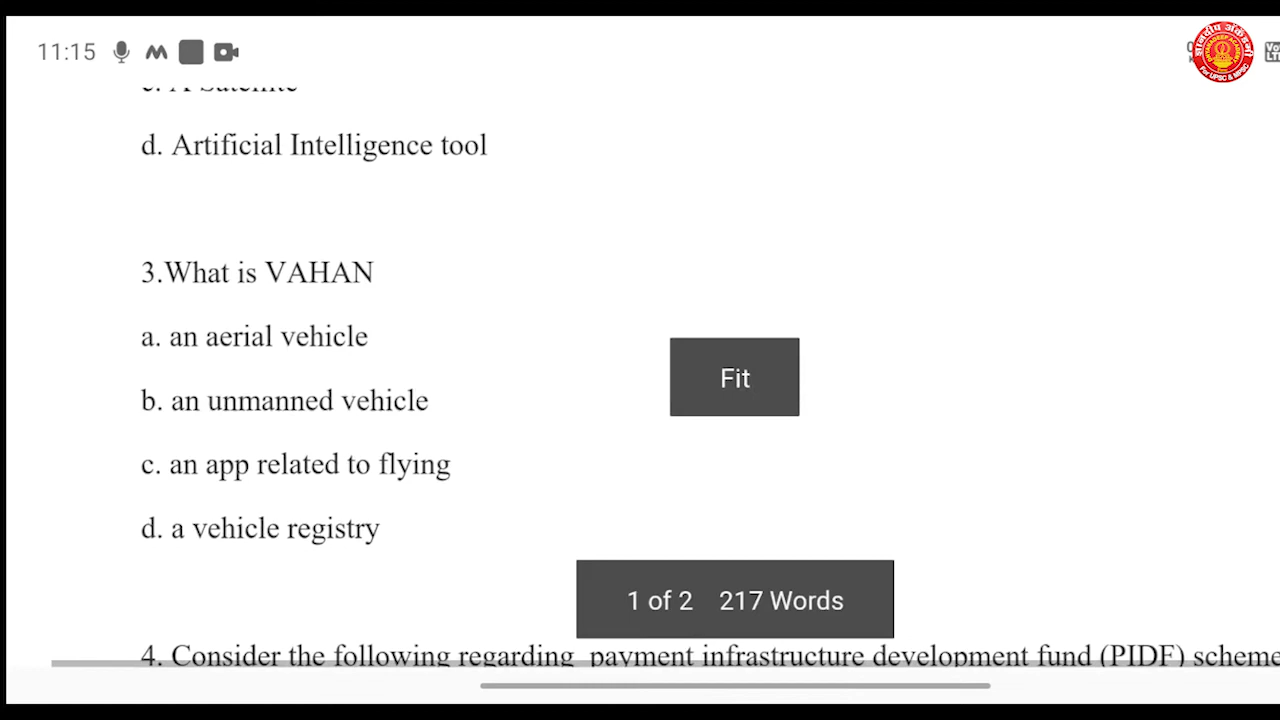 11:15
d. Artificial Intelligence tool
3.What is VAHAN
a. an aerial vehicle
Fit
b. an unmanned vehicle
c. an app related to flying
d. a vehicle registry
1 of 2 217 Words
4. Consider the following regarding payment infrastructure development fund (PIDF) scheme